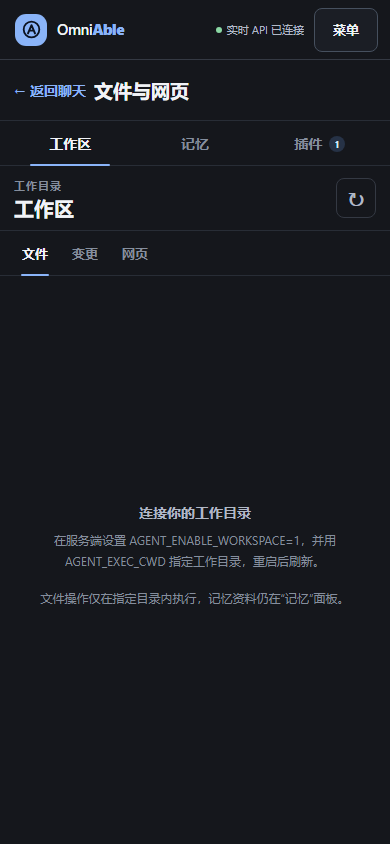 OmniAble
实时 API 已连接
菜单
← 返回聊天 文件与网页
工作区
记忆
插件 1
工作目录
工作区
文件
变更
网页
连接你的工作目录
在服务端设置 AGENT_ENABLE_WORKSPACE=1，并用
AGENT_EXEC_CWD 指定工作目录，重启后刷新。
文件操作仅在指定目录内执行，记忆资料仍在“记忆”面板。